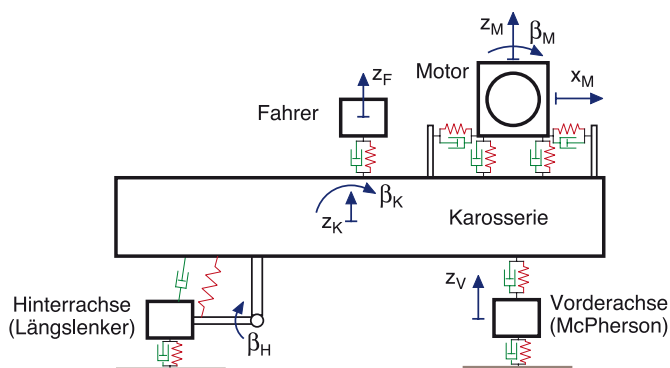 z_M
β_M
Motor
x_M
z_F
Fahrer
β_K
z_K
Karosserie
z_V
Hinterrachse
(Längslenker)
β_H
Vorderachse
(McPherson)